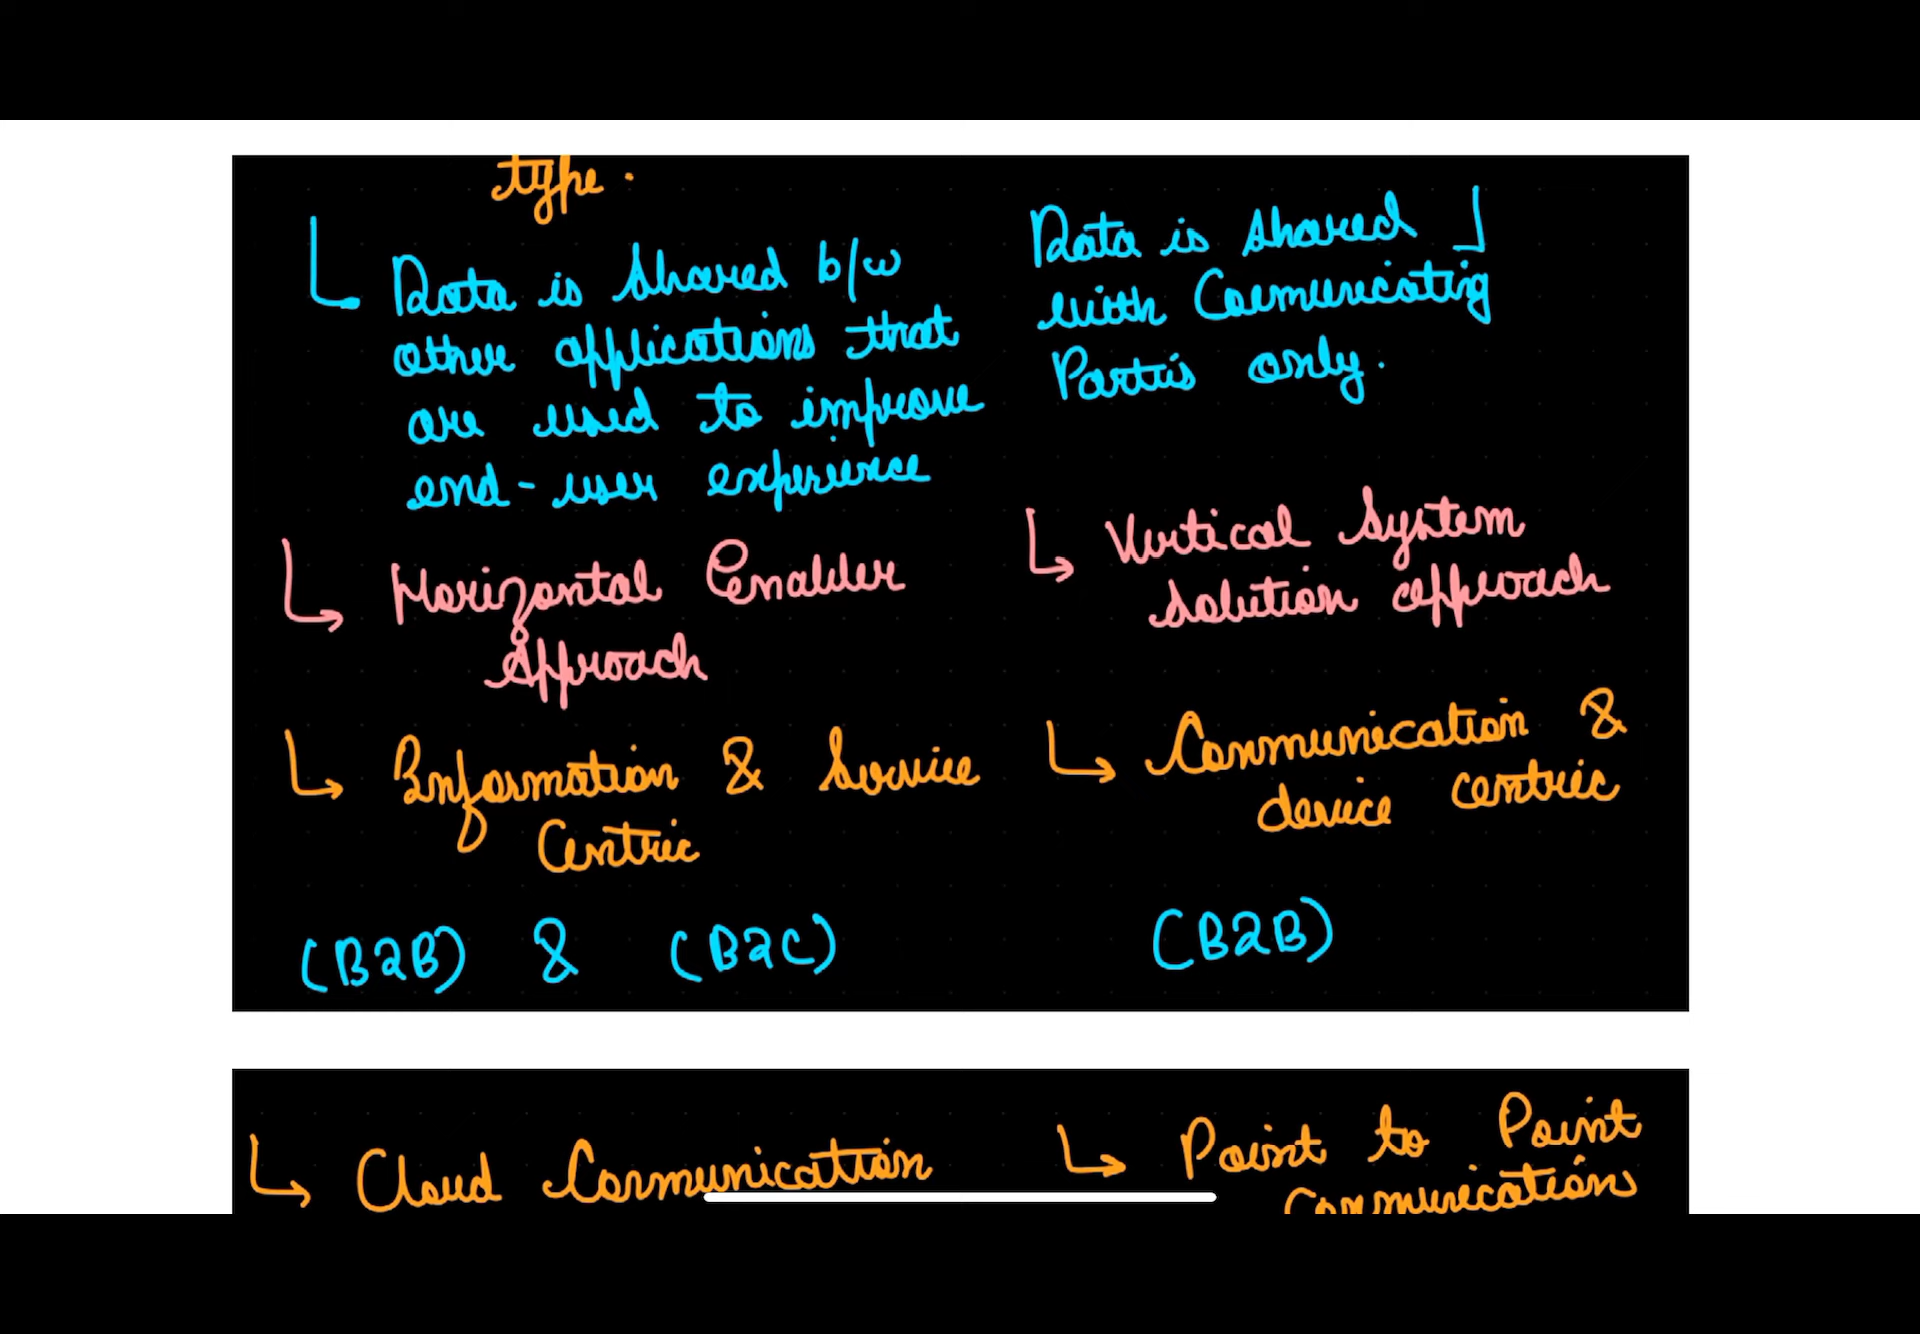 type.
Data is shared b/w
other applications that
are used to improve
end-user experience
Data is shared
with Communicating
Parties only.
Horizontal Enabler
Approach
Vertical System
solution approach
Information & Service
Centric
Communication &
device centric
(B2B) & (B2C)
(B2B)
Cloud Communication
Point to Point
Communications